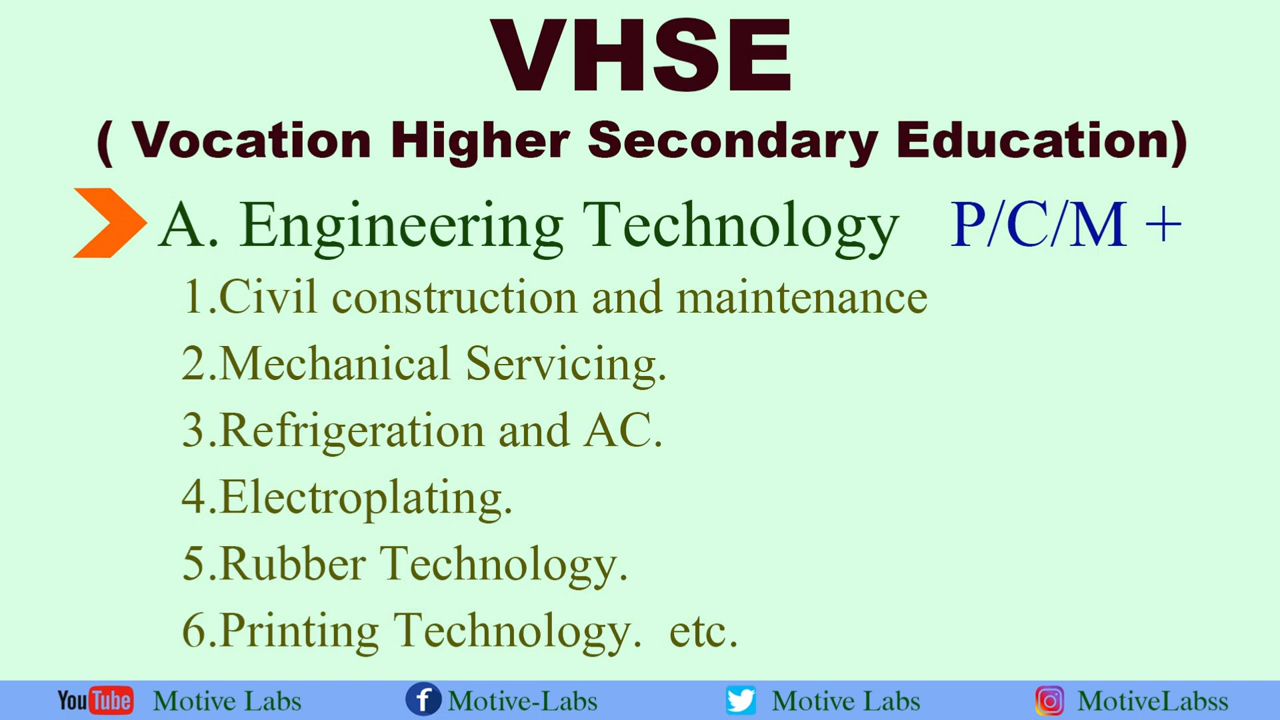 VHSE
( Vocation Higher Secondary Education)
A. Engineering Technology P/C/M +
1.Civil construction and maintenance
2.Mechanical Servicing.
3.Refrigeration and AC.
4.Electroplating.
5.Rubber Technology.
6.Printing Technology. etc.
YouTube Motive Labs f Motive-Labs Motive Labs MotiveLabss